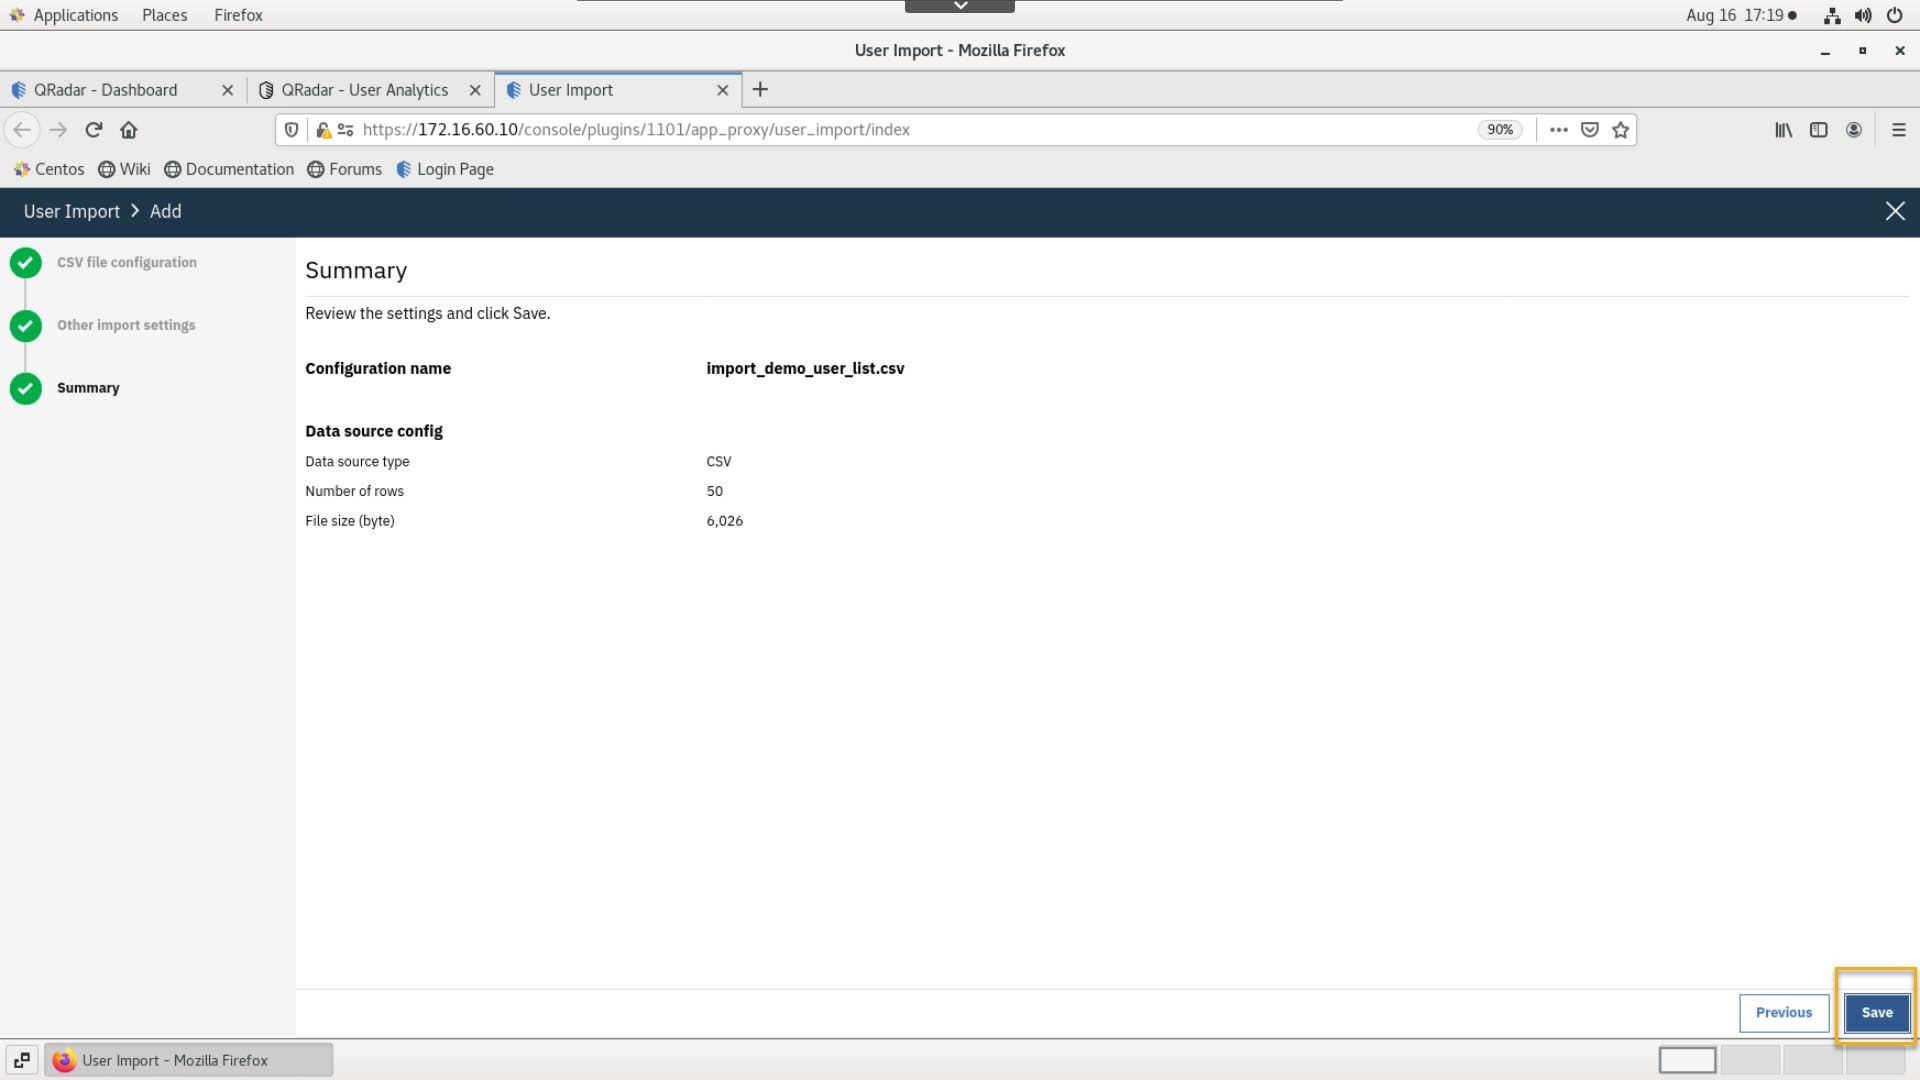 Applications Places Firefox Aug 16 17:19
User Import - Mozilla Firefox
QRadar - Dashboard QRadar - User Analytics User Import
https://172.16.60.10/console/plugins/1101/app_proxy/user_import/index 90%
Centos Wiki Documentation Forums Login Page
User Import > Add
CSV file configuration
Other import settings
Summary
Summary
Review the settings and click Save.
Configuration name import_demo_user_list.csv
Data source config
Data source type CSV
Number of rows 50
File size (byte) 6,026
Previous Save
User Import - Mozilla Firefox